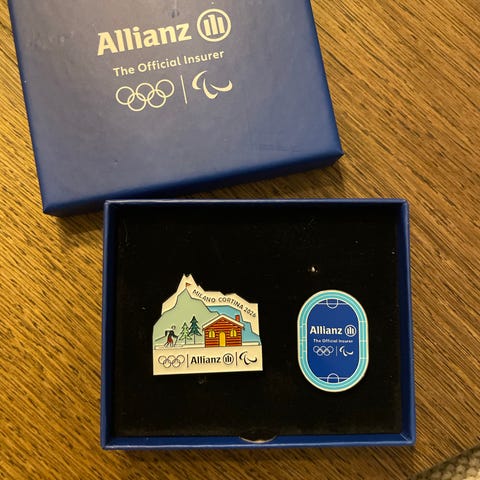 Allianz
The Official Insurer
MILANO CORTINA 2026
Allianz
Allianz
The Official Insurer